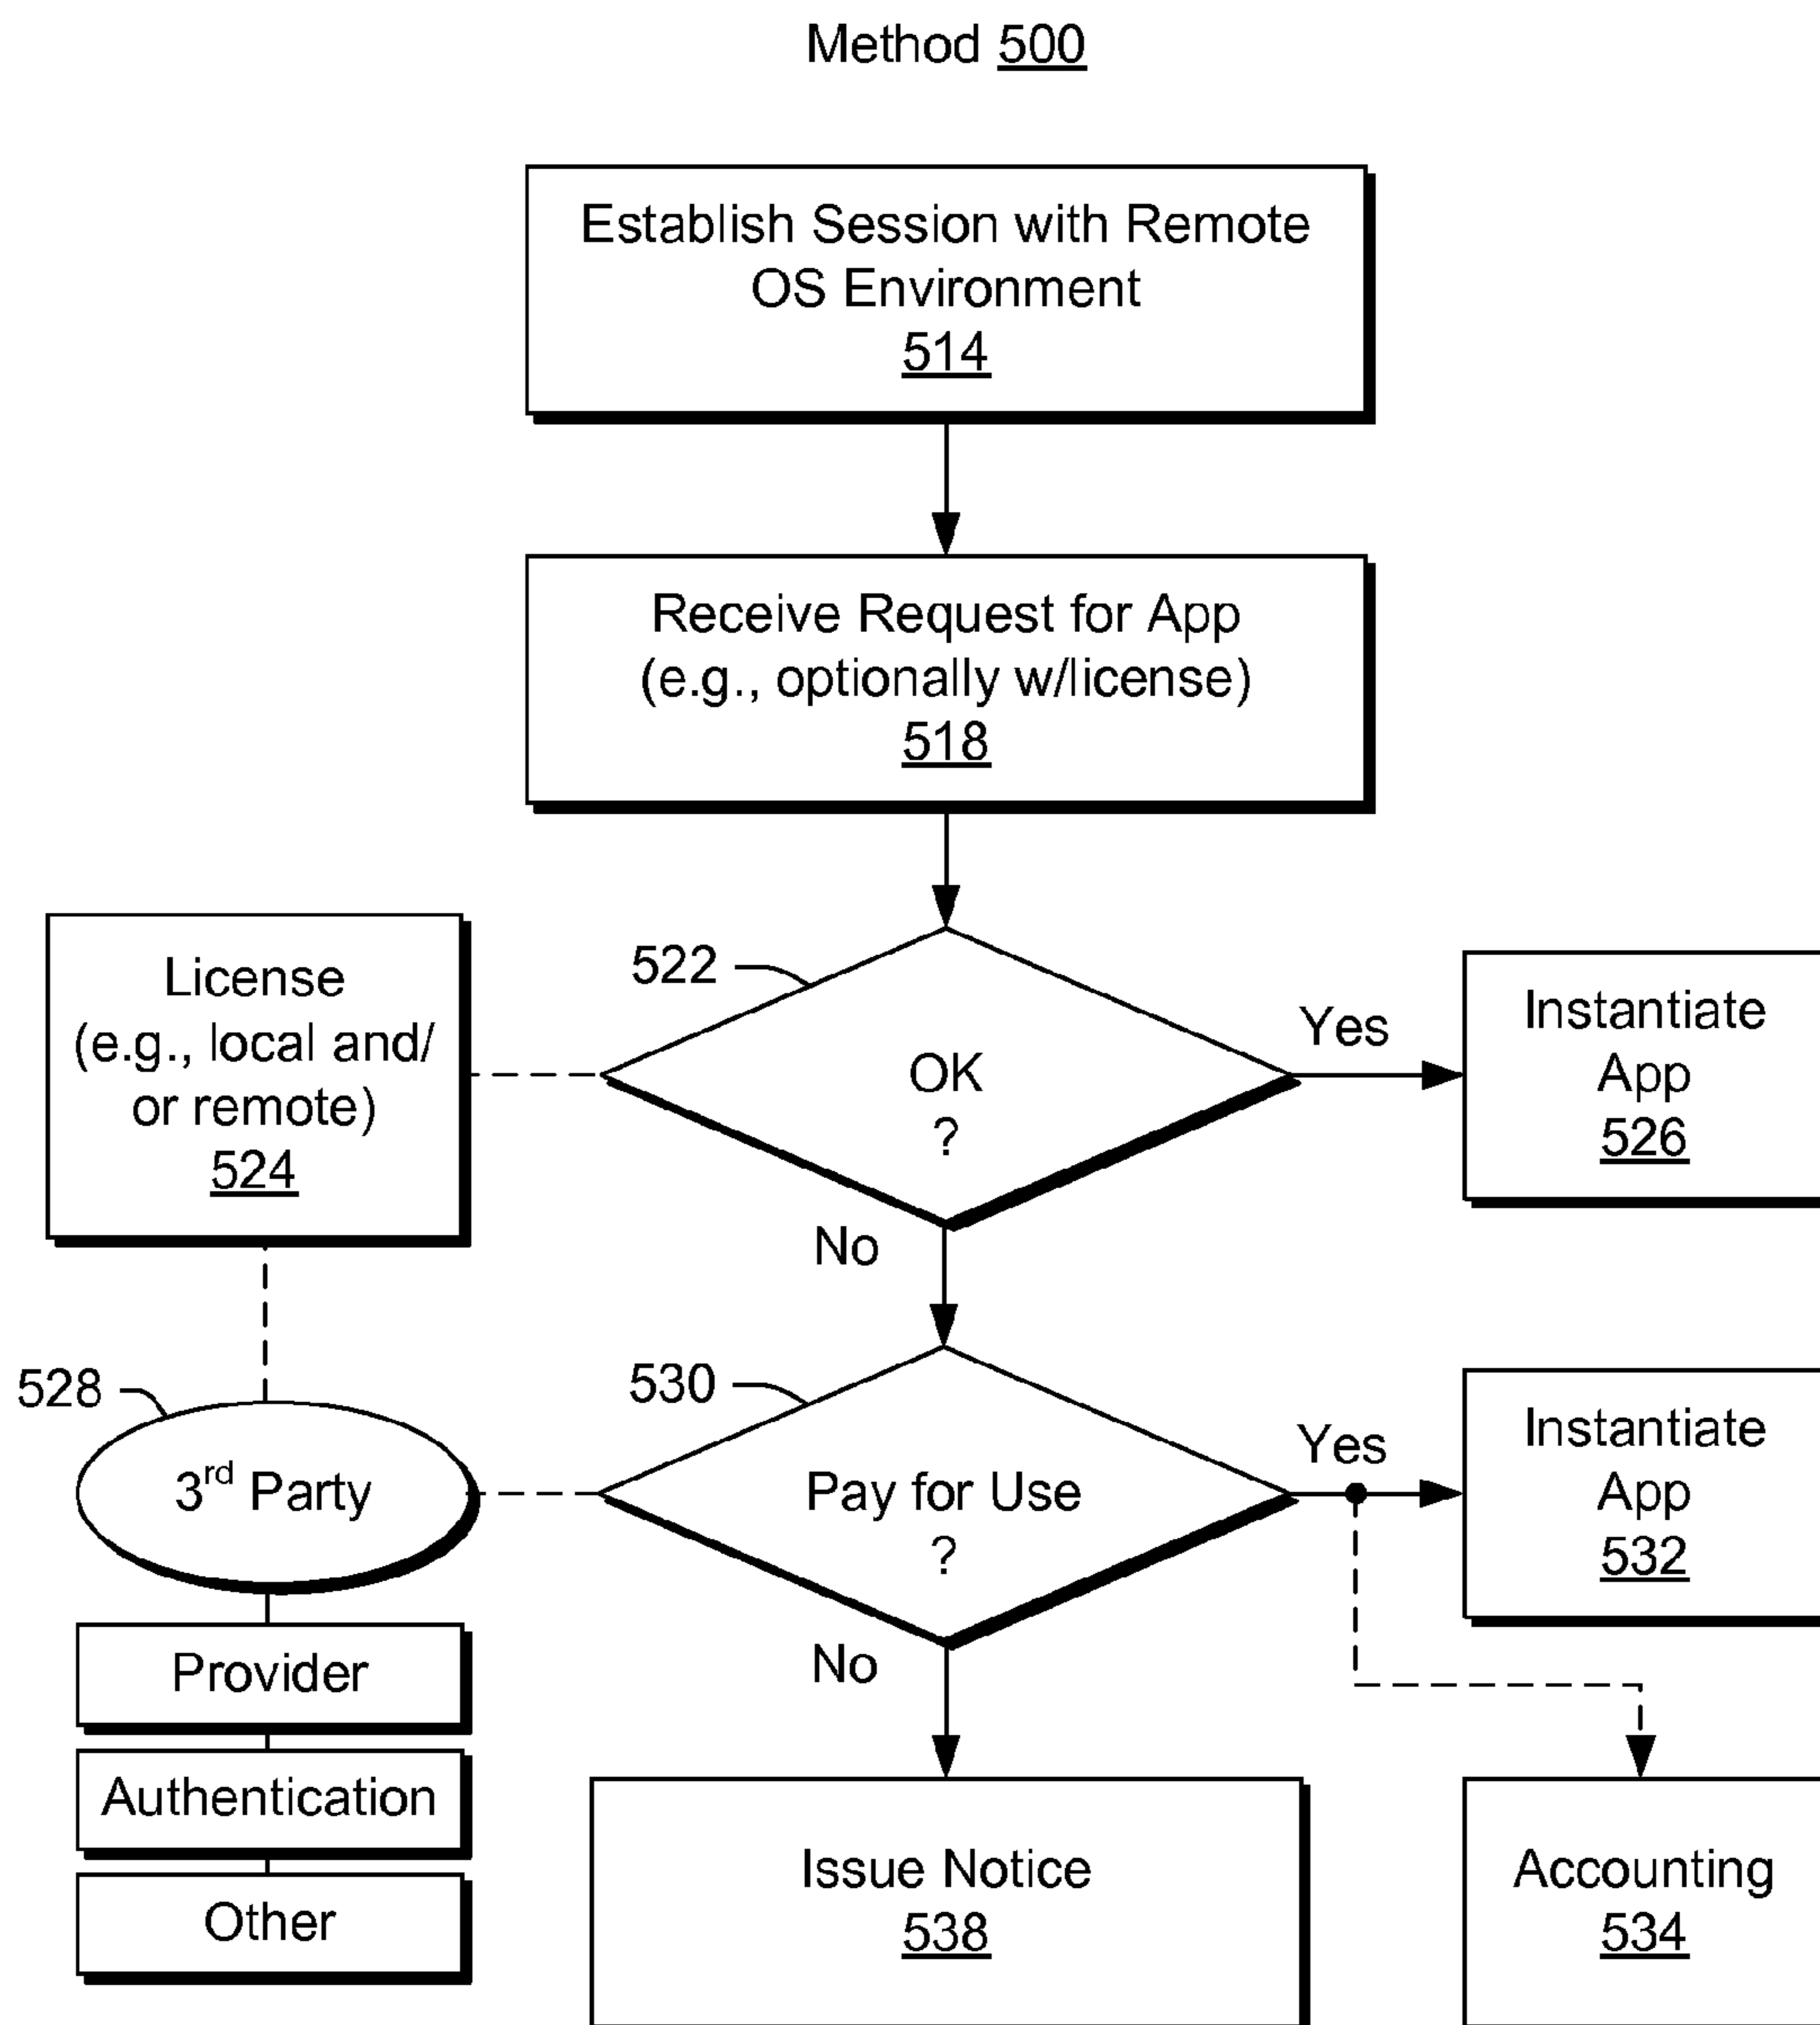 Method 500
Establish Session with Remote
OS Environment
514
Receive Request for App
(e.g., optionally w/license)
518
License
(e.g., local and/
or remote)
524
522
OK
?
Yes
Instantiate
App
526
No
528
3rd Party
530
Pay for Use
?
Yes
Instantiate
App
532
No
Provider
Authentication
Other
Issue Notice
538
Accounting
534